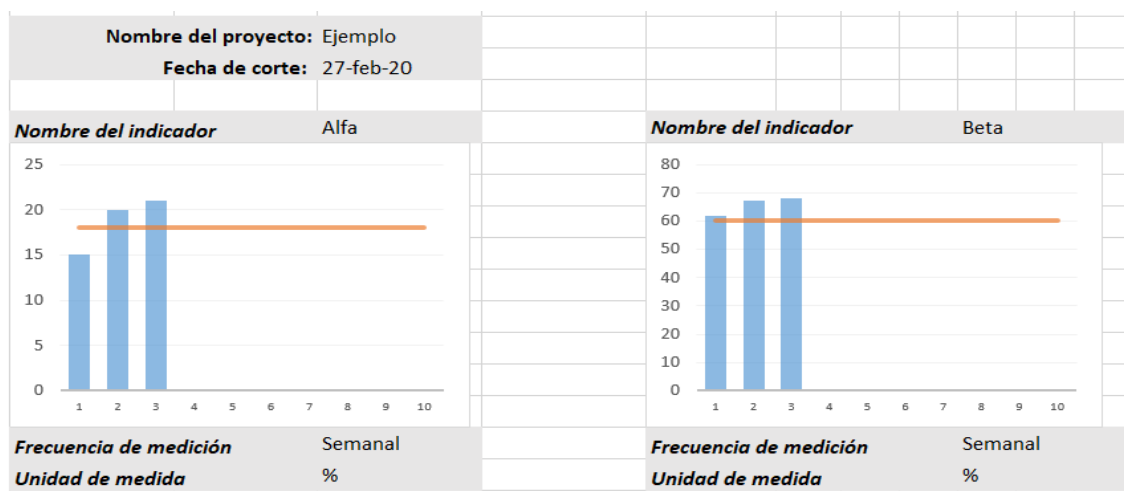 Nombre del proyecto: Ejemplo
Fecha de corte: 27-feb-20
Nombre del indicador Alfa
25
20
15
10
5
0
1 2 3 4 5 6 7 8 9 10
Frecuencia de medición Semanal
Unidad de medida %
Nombre del indicador Beta
80
70
60
50
40
30
20
10
0
1 2 3 4 5 6 7 8 9 10
Frecuencia de medición Semanal
Unidad de medida %